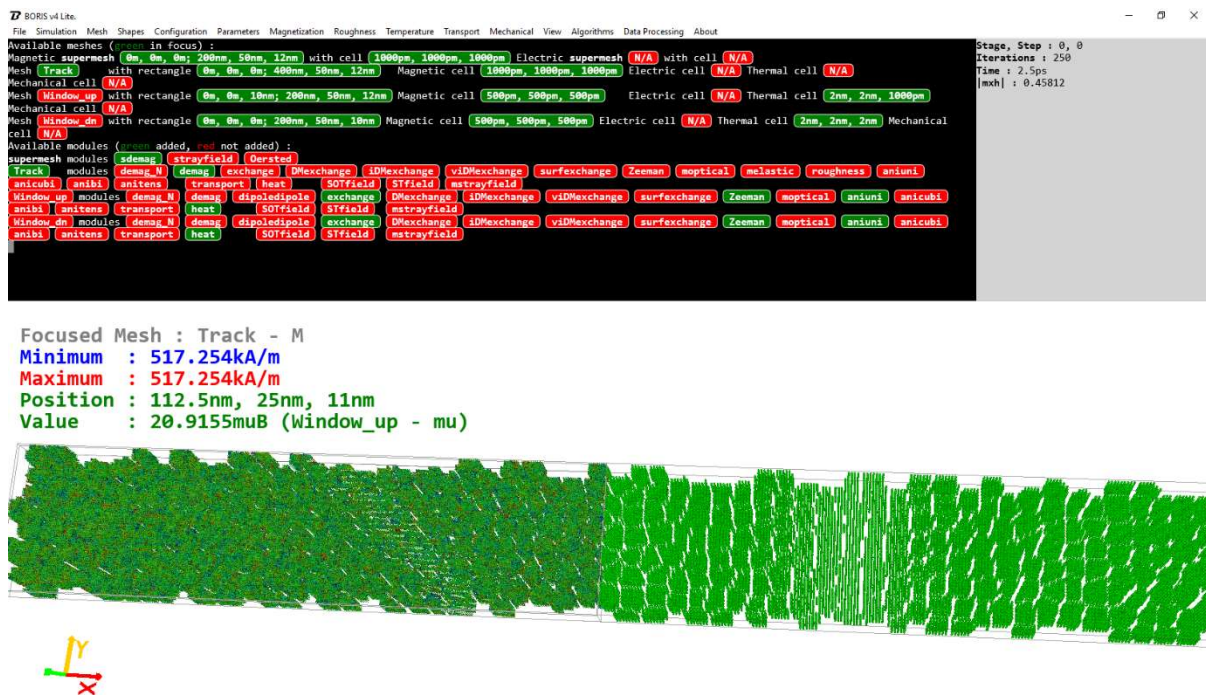 BORIS v4 Lite.
File Simulation Mesh Shapes Configuration Parameters Magnetization Roughness Temperature Transport Mechanical View Algorithms Data Processing About
Available meshes (green in focus) :
Magnetic supermesh 0m, 0m, 0m; 200nm, 50nm, 12nm with cell 1000pm, 1000pm, 1000pm Electric supermesh N/A with cell N/A
Mesh Track with rectangle 0m, 0m, 0m; 400nm, 50nm, 12nm Magnetic cell 1000pm, 1000pm, 1000pm Electric cell N/A Thermal cell N/A
Mechanical cell N/A
Mesh Window_up with rectangle 0m, 0m, 10nm; 200nm, 50nm, 12nm Magnetic cell 500pm, 500pm, 500pm Electric cell N/A Thermal cell 2nm, 2nm, 1000pm
Mechanical cell N/A
Mesh Window_dn with rectangle 0m, 0m, 0m; 200nm, 50nm, 10nm Magnetic cell 500pm, 500pm, 500pm Electric cell N/A Thermal cell 2nm, 2nm, 2nm Mechanical
cell N/A
Available modules (green added, red not added) :
supermesh modules sdemag strayfield Oersted
Track modules demag_N demag exchange DMexchange iDMexchange viDMexchange surfexchange Zeeman moptical melastic roughness aniuni
anicubi anibi anitens transport heat SOTfield STfield mstrayfield
Window_up modules demag_N demag dipoledipole exchange DMexchange iDMexchange viDMexchange surfexchange Zeeman moptical aniuni anicubi
anibi anitens transport heat SOTfield STfield mstrayfield
Window_dn modules demag_N demag dipoledipole exchange DMexchange iDMexchange viDMexchange surfexchange Zeeman moptical aniuni anicubi
anibi anitens transport heat SOTfield STfield mstrayfield
Stage, Step : 0, 0
Iterations : 250
Time : 2.5ps
|mxh| : 0.45812
Focused Mesh : Track - M
Minimum : 517.254kA/m
Maximum : 517.254kA/m
Position : 112.5nm, 25nm, 11nm
Value : 20.9155muB (Window_up - mu)
Y
X